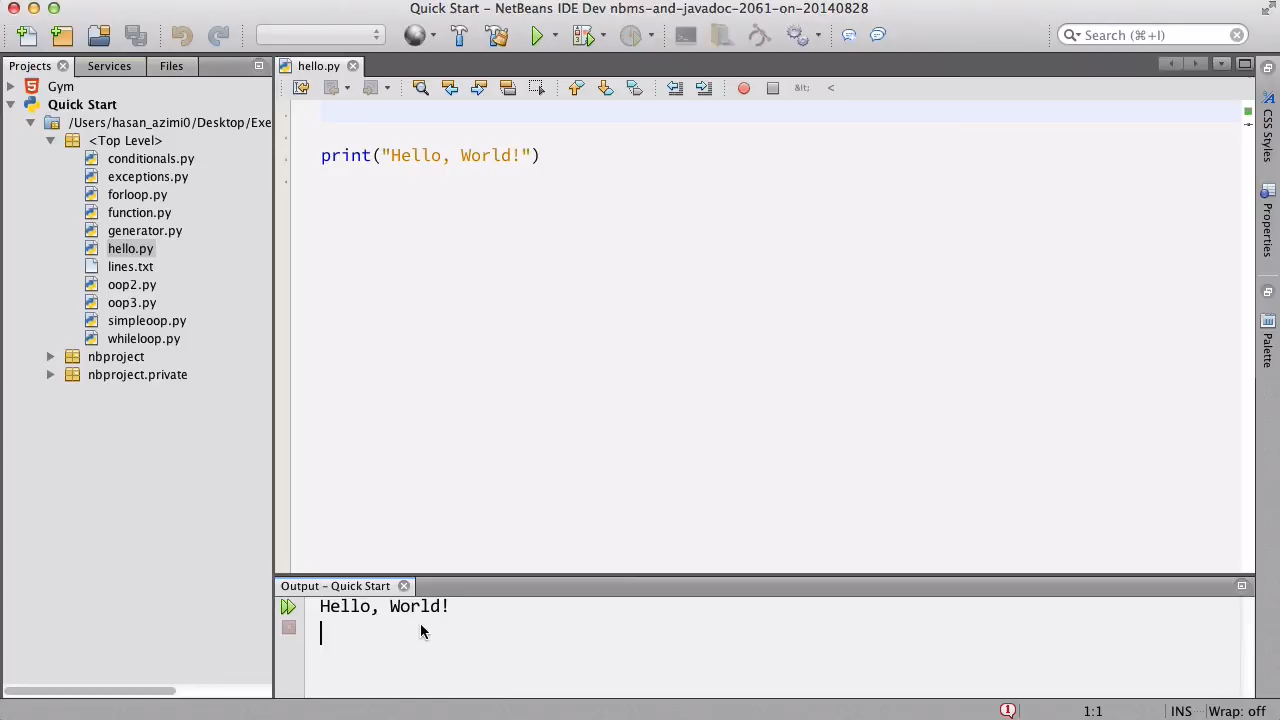 Quick Start - NetBeans IDE Dev nbms-and-javadoc-2061-on-20140828
Search (⌘+I)
Projects
Services
Files
hello.py
Gym
Quick Start
/Users/hasan_azimi0/Desktop/Exe
<Top Level>
conditionals.py
exceptions.py
forloop.py
function.py
generator.py
hello.py
lines.txt
oop2.py
oop3.py
simpleoop.py
whileloop.py
nbproject
nbproject.private
&lt; <
print("Hello, World!")
CSS Styles
Properties
Palette
Output - Quick Start
Hello, World!
1
1:1
INS
Wrap: off